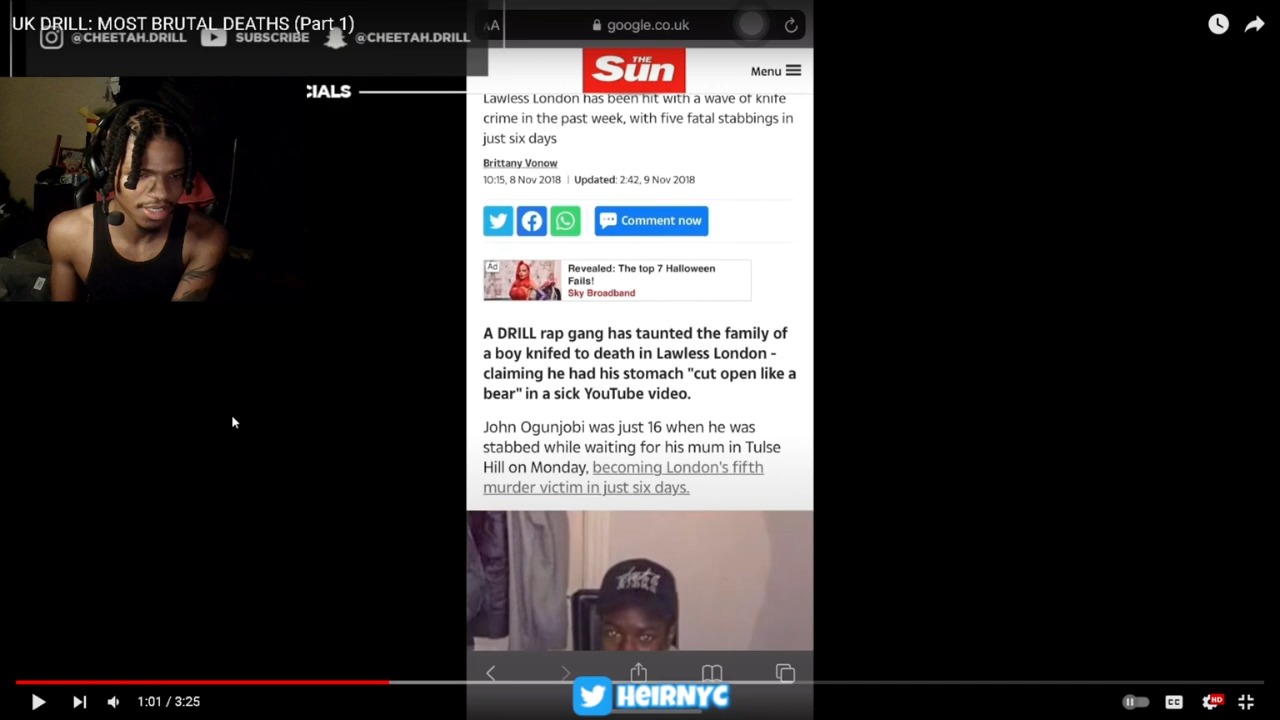 UK DRILL: MOST BRUTAL DEATHS (Part 1)
@CHEETAH.DRILL SUBSCRIBE @CHEETAH.DRILL
CIALS
AA google.co.uk
THE Sun
Menu
Lawless London has been hit with a wave of knife
crime in the past week, with five fatal stabbings in
just six days
Brittany Vonow
10:15, 8 Nov 2018 | Updated: 2:42, 9 Nov 2018
Comment now
Ad
Revealed: The top 7 Halloween
Fails!
Sky Broadband
A DRILL rap gang has taunted the family of
a boy knifed to death in Lawless London -
claiming he had his stomach "cut open like a
bear" in a sick YouTube video.
John Ogunjobi was just 16 when he was
stabbed while waiting for his mum in Tulse
Hill on Monday, becoming London's fifth
murder victim in just six days.
HEIRNYC
1:01 / 3:25
CC
HD